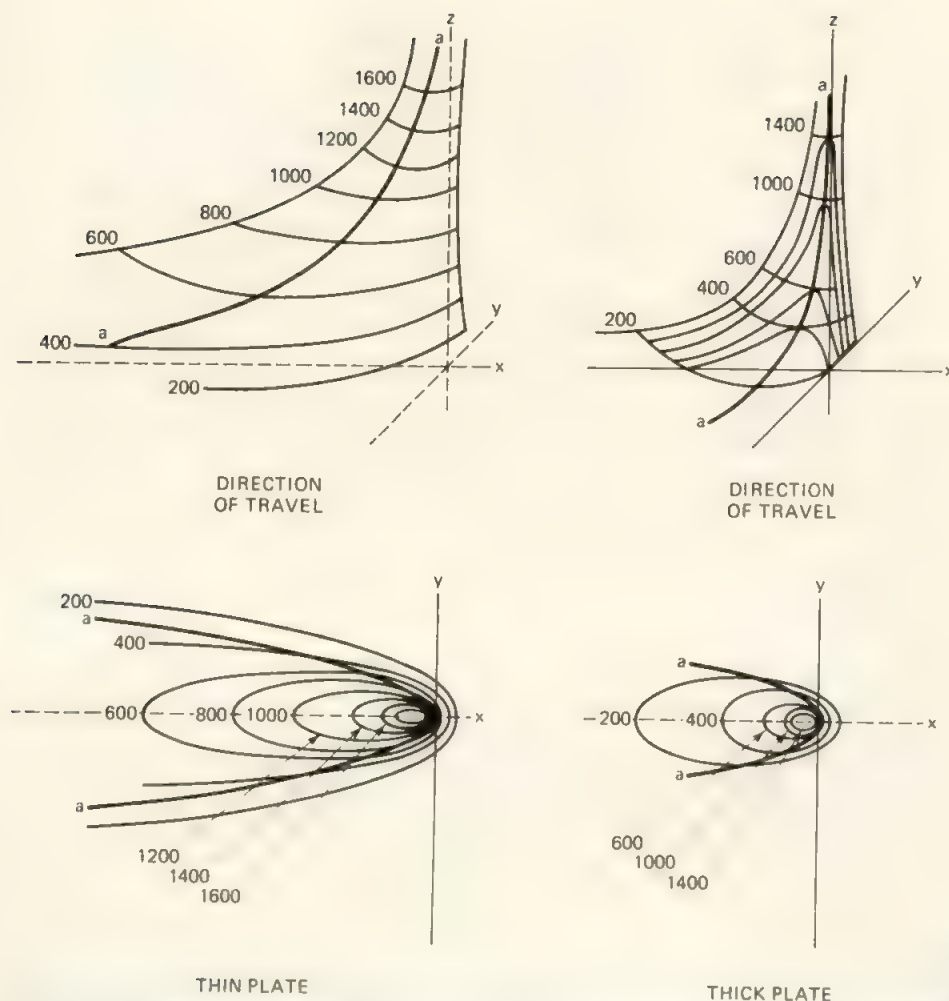 z
a
1600
1400
1200
1000
800
600
y
a
400
x
200
DIRECTION
OF TRAVEL
z
a
1400
1000
600
y
400
200
x
a
DIRECTION
OF TRAVEL
y
200
a
400
600
800
1000
x
a
1200
1400
1600
THIN PLATE
y
a
200
400
x
a
600
1000
1400
THICK PLATE